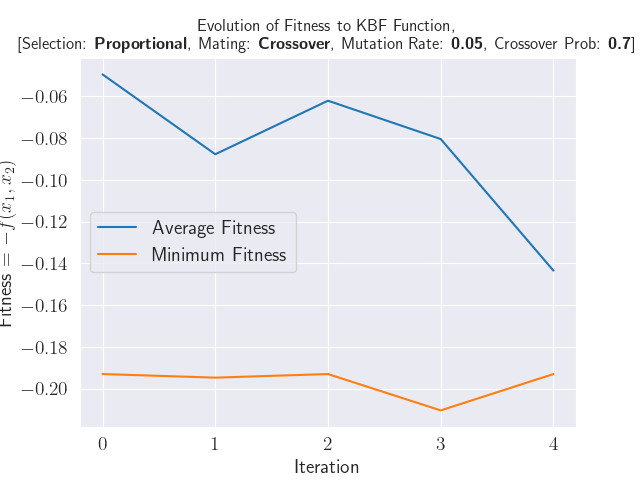 Evolution of Fitness to KBF Function,
[Selection: Proportional, Mating: Crossover, Mutation Rate: 0.05, Crossover Prob: 0.7]
Fitness = −f(x₁, x₂)
−0.06
−0.08
−0.10
−0.12
−0.14
−0.16
−0.18
−0.20
Average Fitness
Minimum Fitness
0 1 2 3 4
Iteration